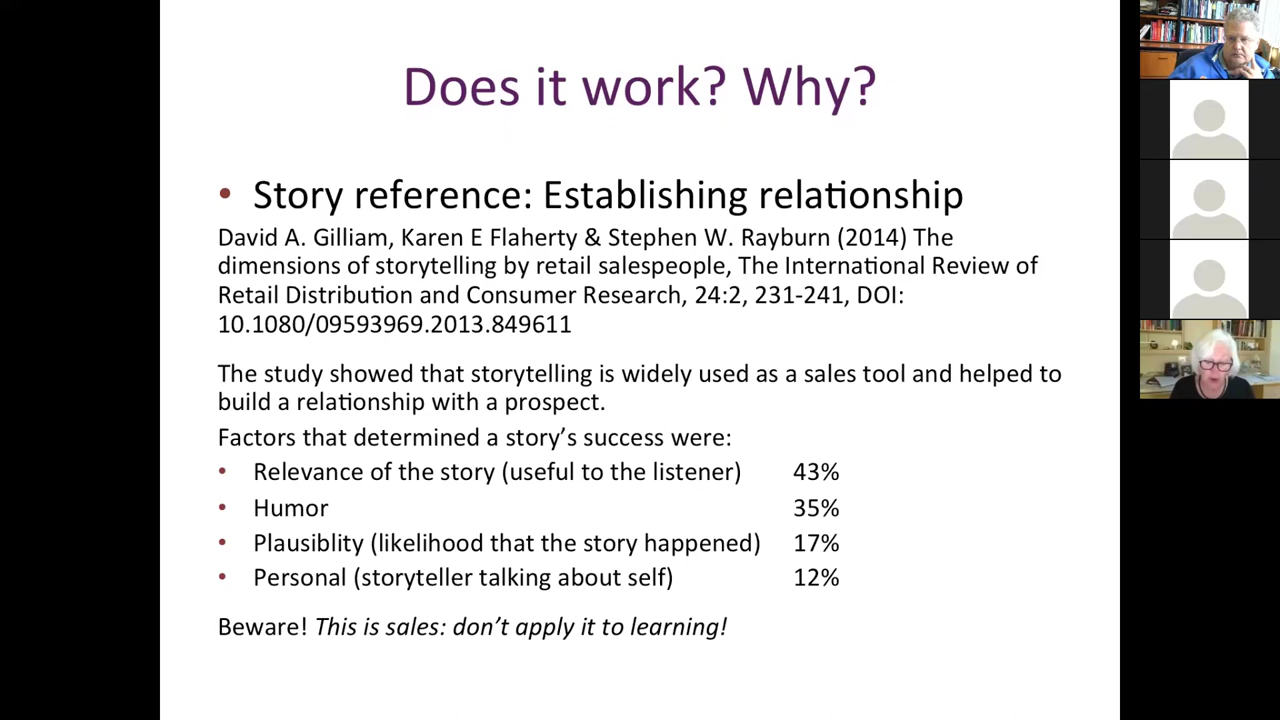 Does it work? Why?
• Story reference: Establishing relationship
David A. Gilliam, Karen E Flaherty & Stephen W. Rayburn (2014) The
dimensions of storytelling by retail salespeople, The International Review of
Retail Distribution and Consumer Research, 24:2, 231-241, DOI:
10.1080/09593969.2013.849611
The study showed that storytelling is widely used as a sales tool and helped to
build a relationship with a prospect.
Factors that determined a story’s success were:
• Relevance of the story (useful to the listener) 43%
• Humor 35%
• Plausiblity (likelihood that the story happened) 17%
• Personal (storyteller talking about self) 12%
Beware! This is sales: don’t apply it to learning!